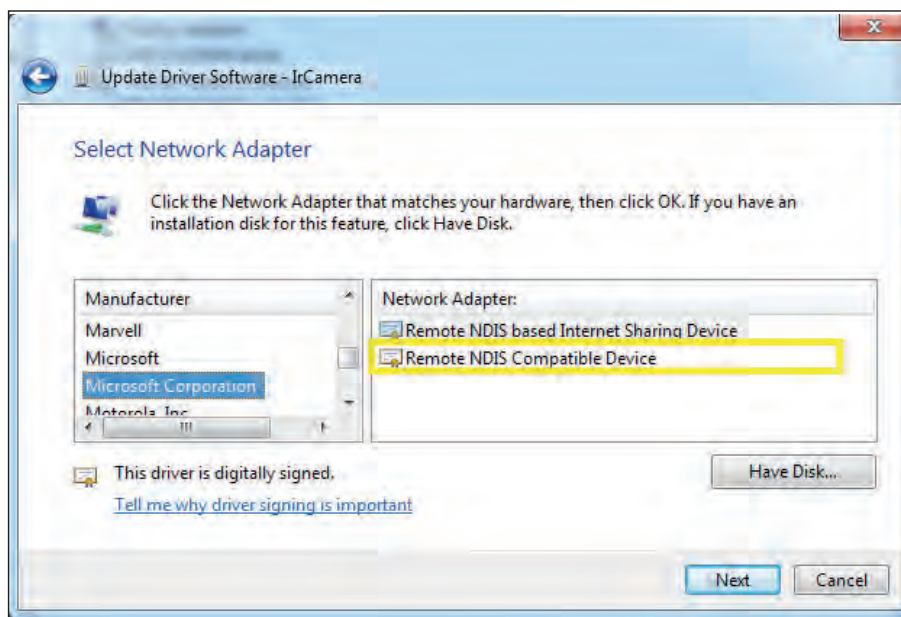 Update Driver Software - IrCamera
Select Network Adapter
Click the Network Adapter that matches your hardware, then click OK. If you have an
installation disk for this feature, click Have Disk.
Manufacturer
Marvell
Microsoft
Microsoft Corporation
Motorola, Inc.
Network Adapter:
Remote NDIS based Internet Sharing Device
Remote NDIS Compatible Device
This driver is digitally signed.
Have Disk...
Tell me why driver signing is important
Next
Cancel